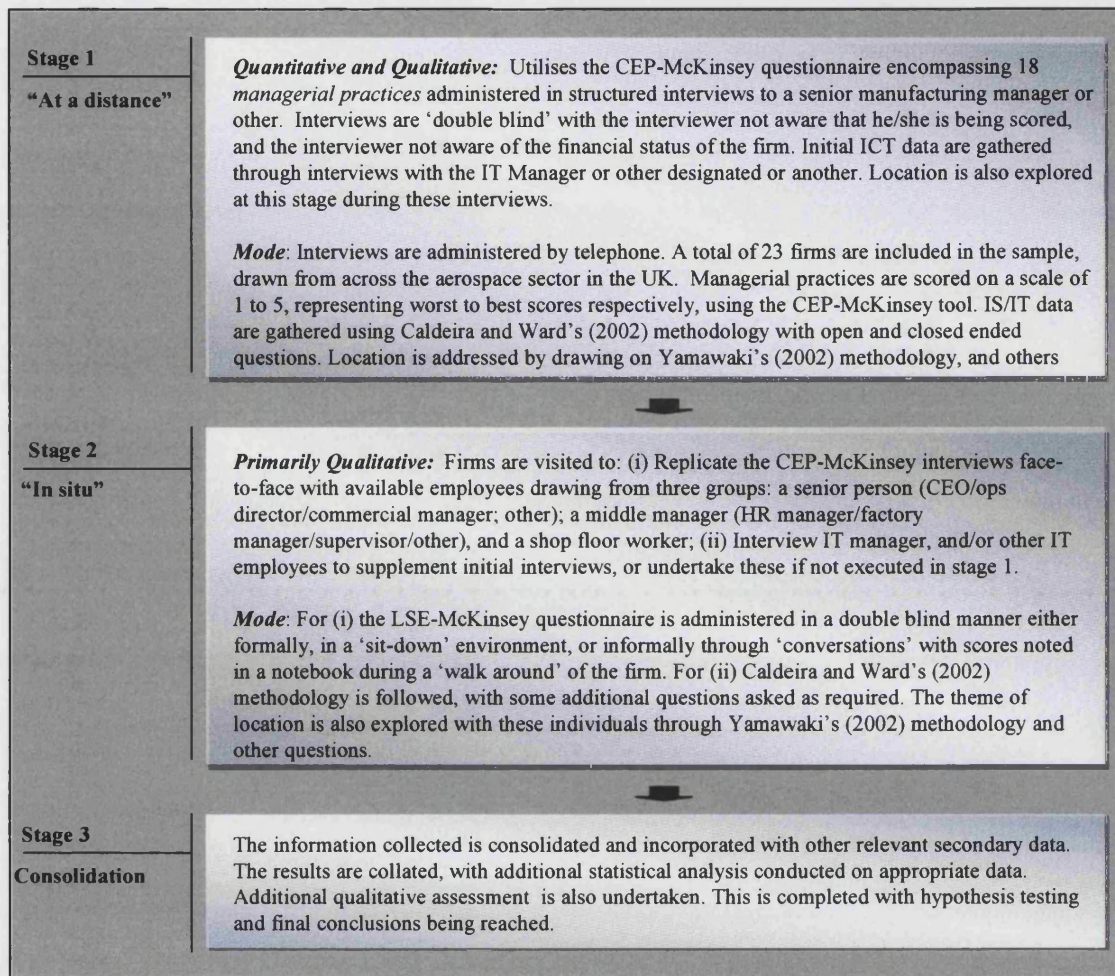 Stage 1
“At a distance”
Quantitative and Qualitative: Utilises the CEP-McKinsey questionnaire encompassing 18
managerial practices administered in structured interviews to a senior manufacturing manager or
other. Interviews are ‘double blind’ with the interviewer not aware that he/she is being scored,
and the interviewer not aware of the financial status of the firm. Initial ICT data are gathered
through interviews with the IT Manager or other designated or another. Location is also explored
at this stage during these interviews.
Mode: Interviews are administered by telephone. A total of 23 firms are included in the sample,
drawn from across the aerospace sector in the UK. Managerial practices are scored on a scale of
1 to 5, representing worst to best scores respectively, using the CEP-McKinsey tool. IS/IT data
are gathered using Caldeira and Ward’s (2002) methodology with open and closed ended
questions. Location is addressed by drawing on Yamawaki’s (2002) methodology, and others
Stage 2
“In situ”
Primarily Qualitative: Firms are visited to: (i) Replicate the CEP-McKinsey interviews face-
to-face with available employees drawing from three groups: a senior person (CEO/ops
director/commercial manager; other); a middle manager (HR manager/factory
manager/supervisor/other), and a shop floor worker; (ii) Interview IT manager, and/or other IT
employees to supplement initial interviews, or undertake these if not executed in stage 1.
Mode: For (i) the LSE-McKinsey questionnaire is administered in a double blind manner either
formally, in a ‘sit-down’ environment, or informally through ‘conversations’ with scores noted
in a notebook during a ‘walk around’ of the firm. For (ii) Caldeira and Ward’s (2002)
methodology is followed, with some additional questions asked as required. The theme of
location is also explored with these individuals through Yamawaki’s (2002) methodology and
other questions.
Stage 3
Consolidation
The information collected is consolidated and incorporated with other relevant secondary data.
The results are collated, with additional statistical analysis conducted on appropriate data.
Additional qualitative assessment is also undertaken. This is completed with hypothesis testing
and final conclusions being reached.